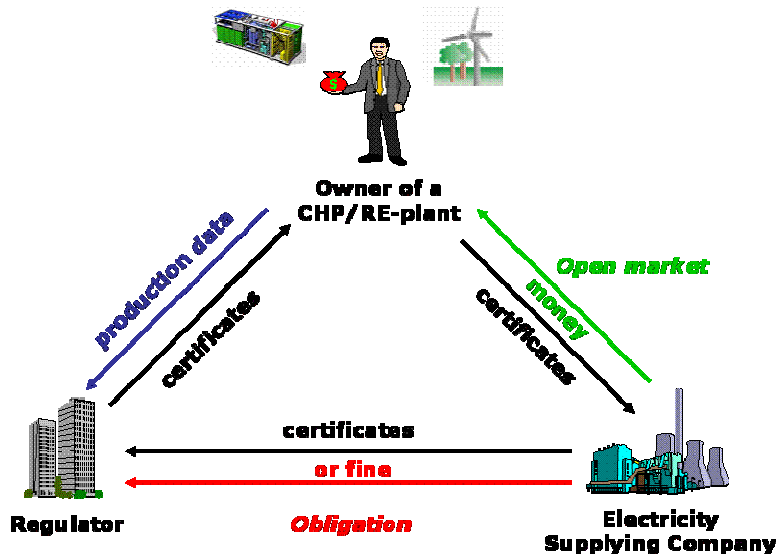 $
Owner of a
CHP/RE-plant
production data
certificates
Open market
money
certificates
certificates
or fine
Regulator
Obligation
Electricity
Supplying Company